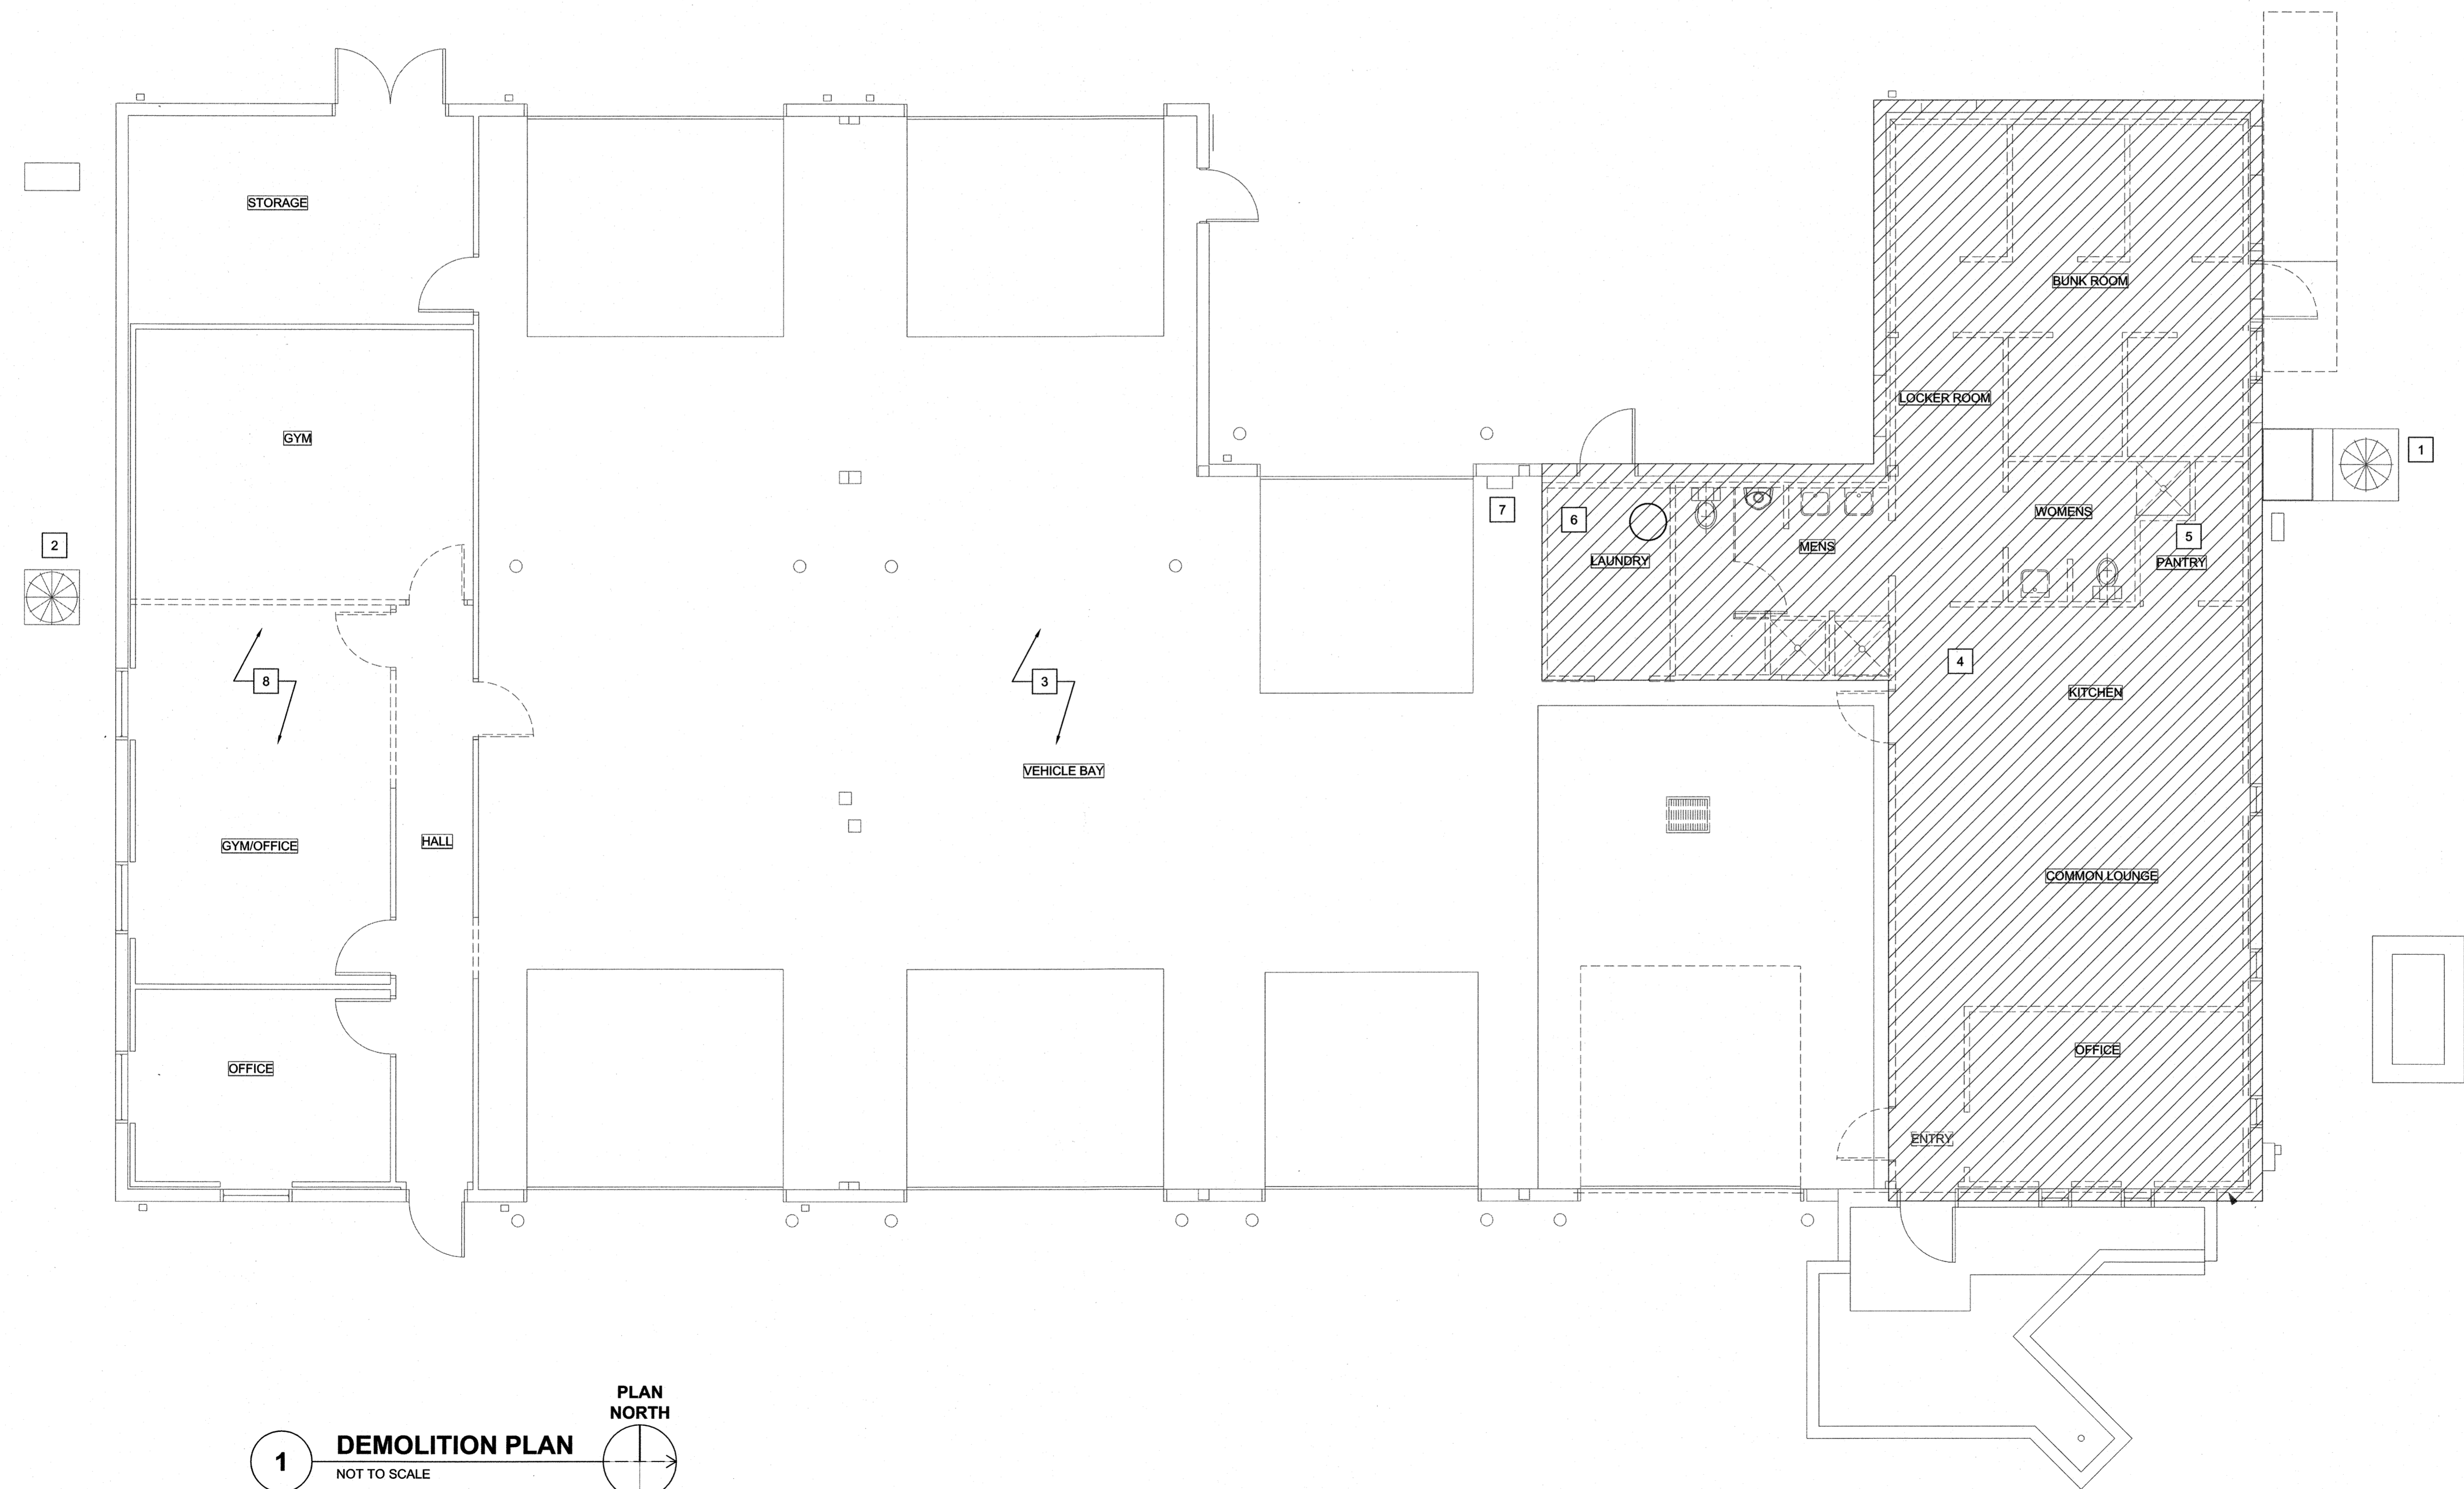 STORAGE
BUNK ROOM
LOCKER ROOM
GYM
1
7
6
WOMENS
5
2
MENS
LAUNDRY
PANTRY
4
8
3
KITCHEN
VEHICLE BAY
HALL
GYM/OFFICE
COMMON LOUNGE
OFFICE
OFFICE
ENTRY
PLAN
NORTH
1
DEMOLITION PLAN
NOT TO SCALE